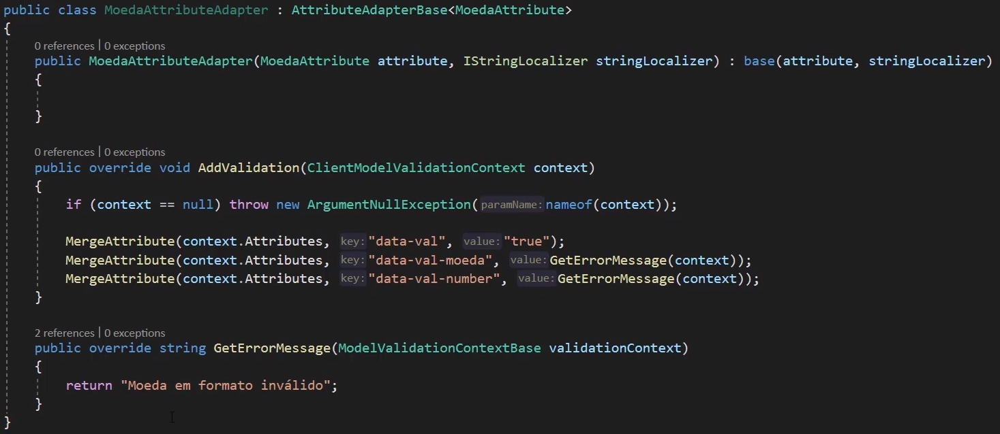 public class MoedaAttributeAdapter : AttributeAdapterBase<MoedaAttribute>
{
0 references | 0 exceptions
public MoedaAttributeAdapter(MoedaAttribute attribute, IStringLocalizer stringLocalizer) : base(attribute, stringLocalizer)
{
}
0 references | 0 exceptions
public override void AddValidation(ClientModelValidationContext context)
{
if (context == null) throw new ArgumentNullException(paramName:nameof(context));
MergeAttribute(context.Attributes, key:"data-val", value:"true");
MergeAttribute(context.Attributes, key:"data-val-moeda", value:GetErrorMessage(context));
MergeAttribute(context.Attributes, key:"data-val-number", value:GetErrorMessage(context));
}
2 references | 0 exceptions
public override string GetErrorMessage(ModelValidationContextBase validationContext)
{
return "Moeda em formato inválido";
}
}